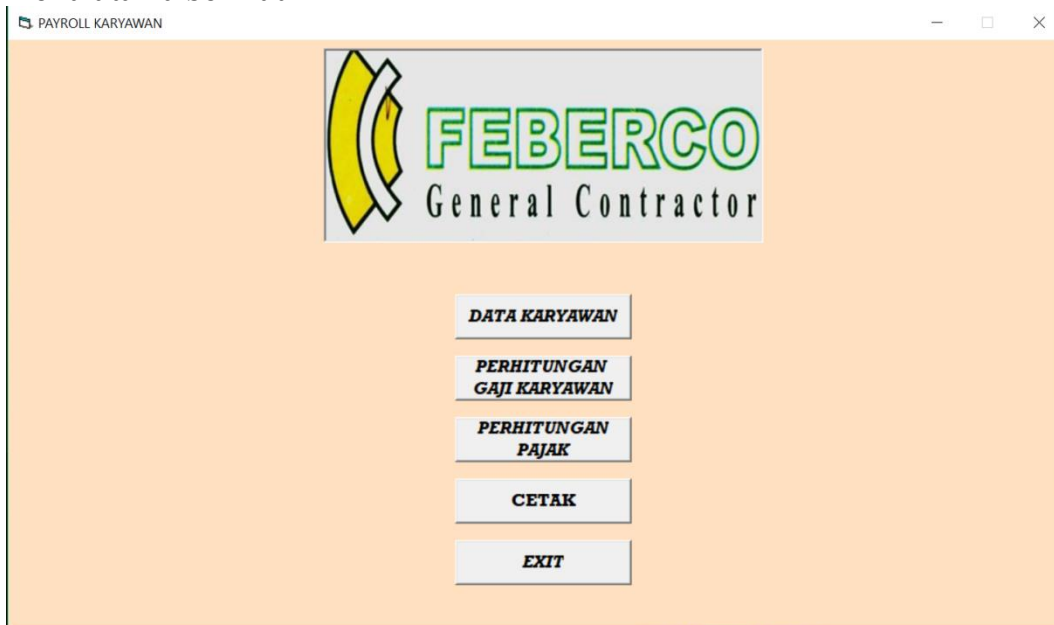 PAYROLL KARYAWAN
FEBERCO
General Contractor
DATA KARYAWAN
PERHITUNGAN
GAJI KARYAWAN
PERHITUNGAN
PAJAK
CETAK
EXIT